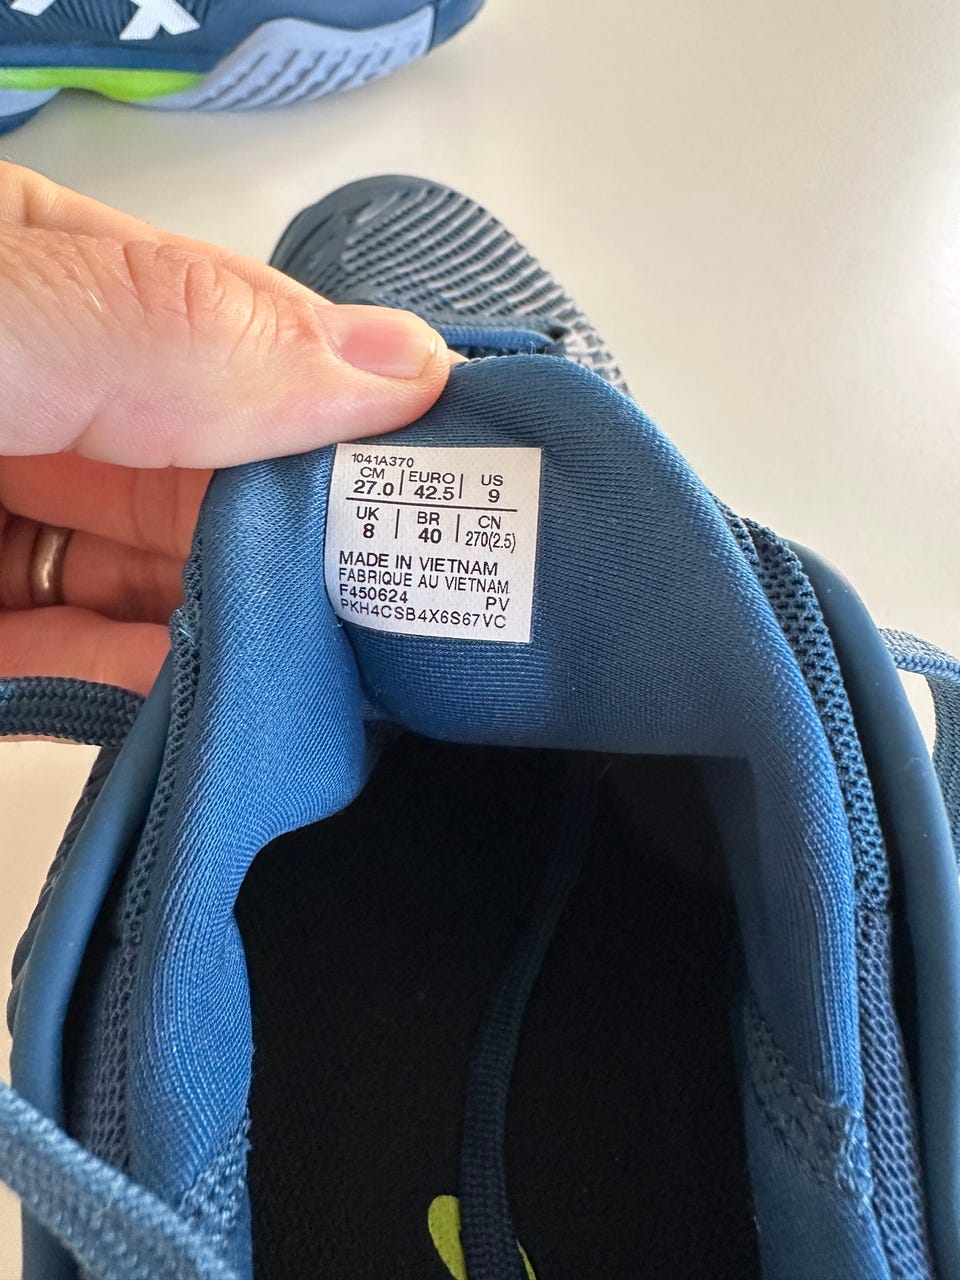 1041A370
CM | EURO | US
27.0 | 42.5 | 9
UK | BR | CN
8 | 40 | 270(2.5)
MADE IN VIETNAM
FABRIQUE AU VIETNAM
F450624 PV
PKH4CSB4X6S67VC